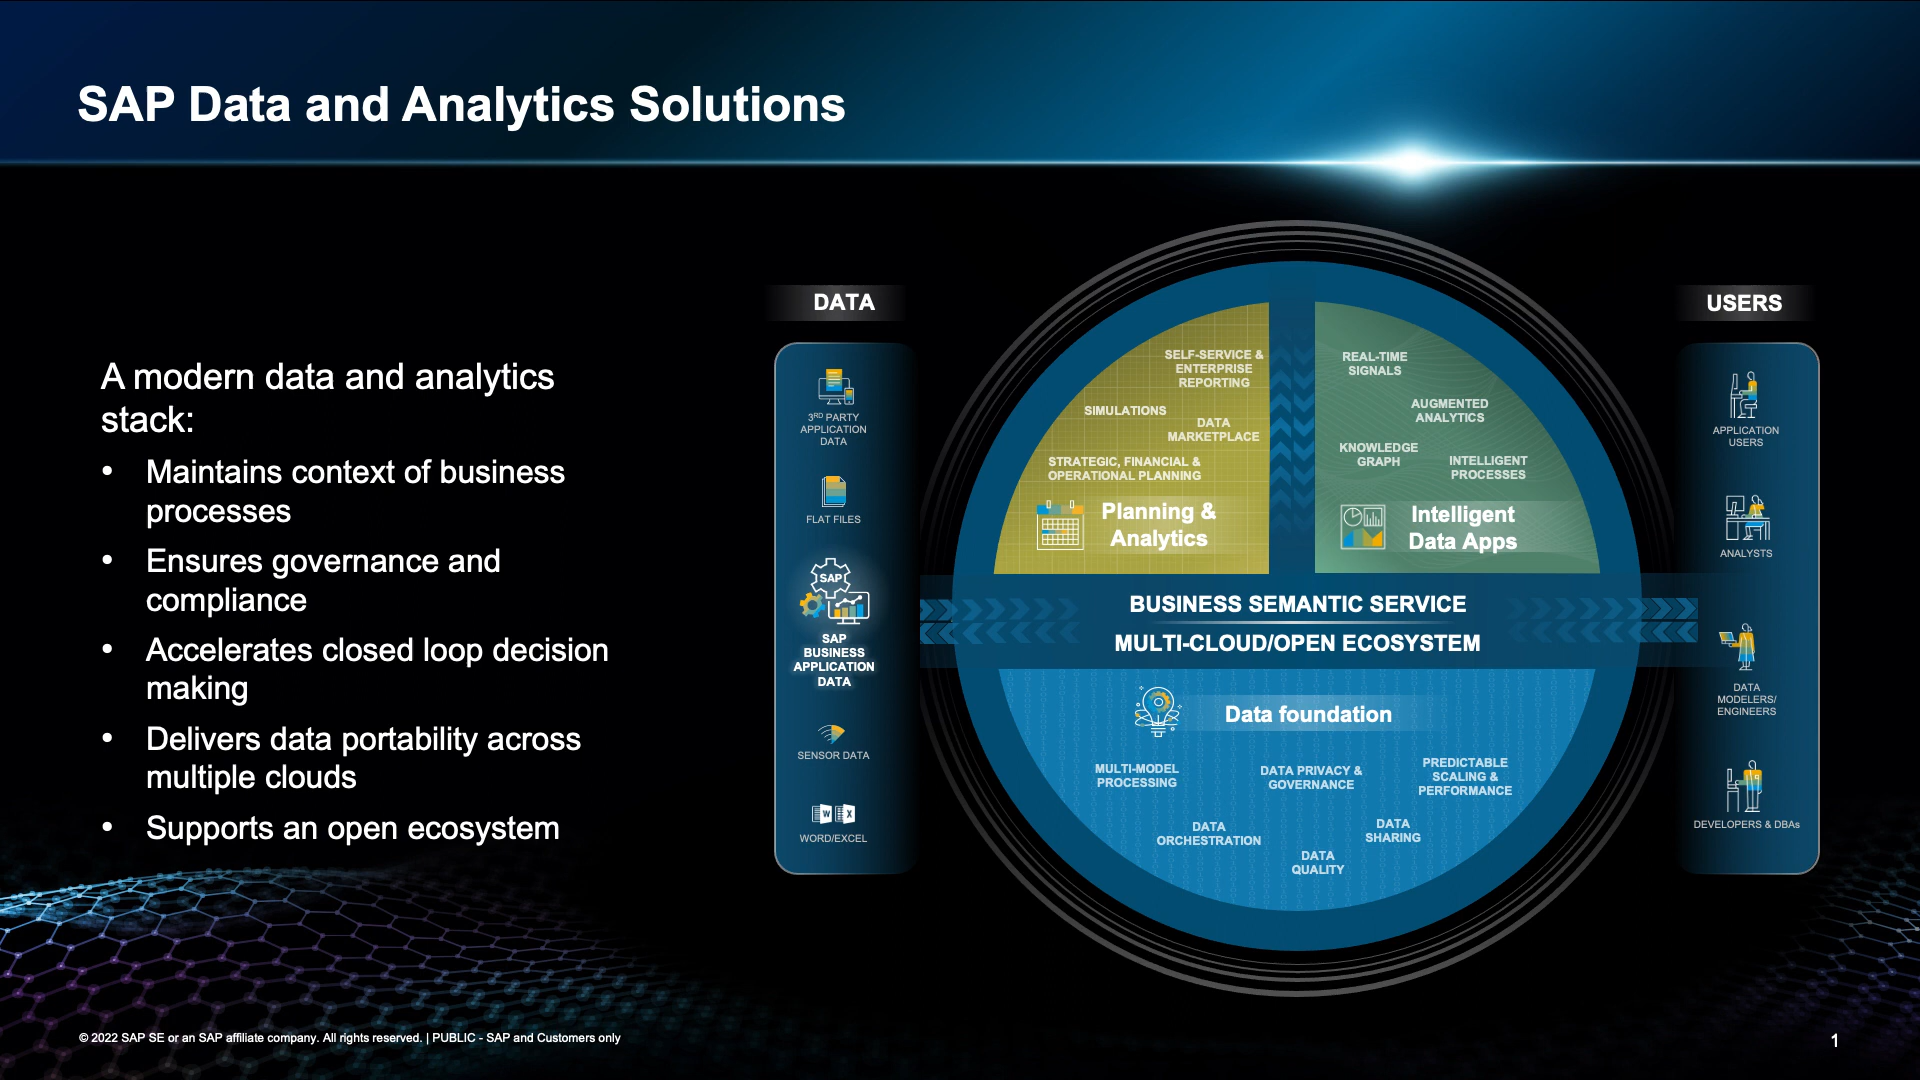 SAP Data and Analytics Solutions
A modern data and analytics
stack:
• Maintains context of business
processes
• Ensures governance and
compliance
• Accelerates closed loop decision
making
• Delivers data portability across
multiple clouds
• Supports an open ecosystem
DATA
3RD PARTY
APPLICATION
DATA
FLAT FILES
SAP
SAP
BUSINESS
APPLICATION
DATA
SENSOR DATA
W X
WORD/EXCEL
SELF-SERVICE &
ENTERPRISE
REPORTING
SIMULATIONS
DATA
MARKETPLACE
STRATEGIC, FINANCIAL &
OPERATIONAL PLANNING
Planning &
Analytics
REAL-TIME
SIGNALS
AUGMENTED
ANALYTICS
KNOWLEDGE
GRAPH
INTELLIGENT
PROCESSES
Intelligent
Data Apps
BUSINESS SEMANTIC SERVICE
MULTI-CLOUD/OPEN ECOSYSTEM
Data foundation
MULTI-MODEL
PROCESSING
DATA PRIVACY &
GOVERNANCE
PREDICTABLE
SCALING &
PERFORMANCE
DATA
ORCHESTRATION
DATA
SHARING
DATA
QUALITY
USERS
APPLICATION
USERS
ANALYSTS
DATA
MODELERS/
ENGINEERS
DEVELOPERS & DBAs
© 2022 SAP SE or an SAP affiliate company. All rights reserved. | PUBLIC - SAP and Customers only
1